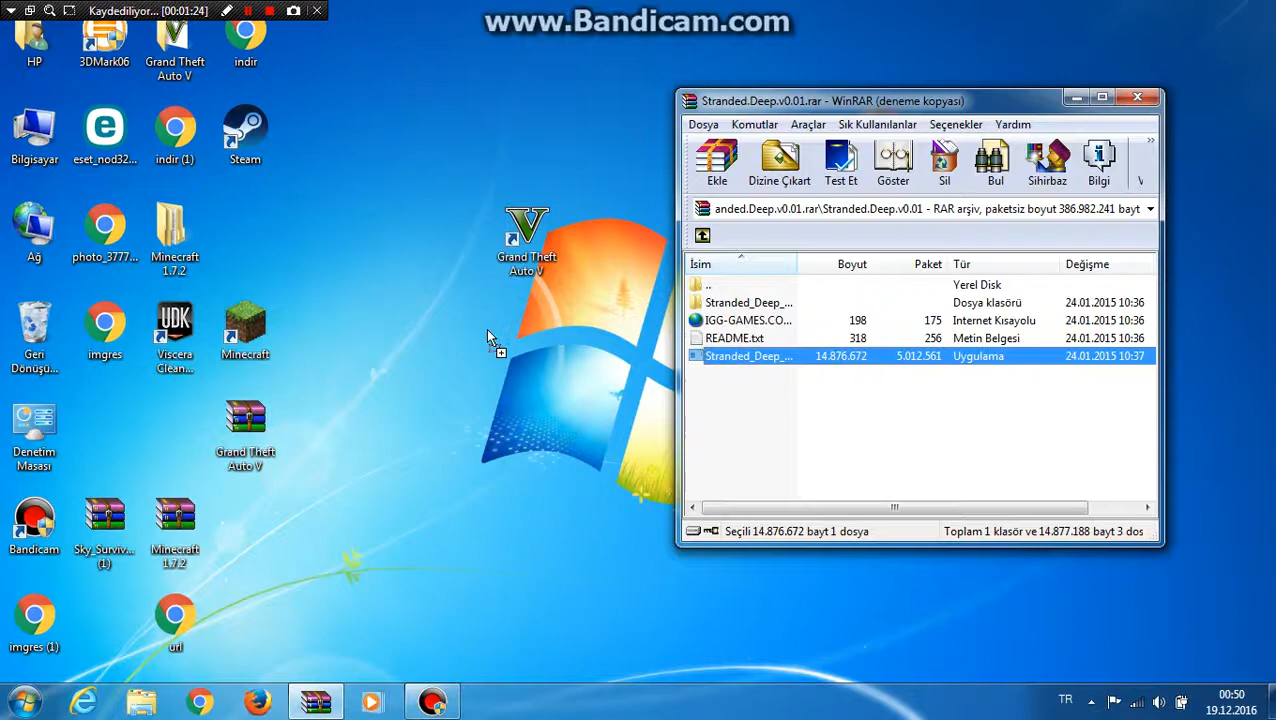 Kaydediliyor... [00:01:24]
www.Bandicam.com
HP
3DMark06
Grand Theft
Auto V
indir
Bilgisayar
eset_nod32...
indir (1)
Steam
Ağ
photo_3777...
Minecraft
1.7.2
Grand Theft
Auto V
Geri
Dönüşü...
imgres
UDK
Viscera
Clean...
Minecraft
Denetim
Masası
Grand Theft
Auto V
Bandicam
Sky_Surviv...
(1)
Minecraft
1.7.2
imgres (1)
url
Stranded.Deep.v0.01.rar - WinRAR (deneme kopyası)
Dosya Komutlar Araçlar Sık Kullanılanlar Seçenekler Yardım
Ekle Dizine Çıkart Test Et Göster Sil Bul Sihirbaz Bilgi
anded.Deep.v0.01.rar\Stranded.Deep.v0.01 - RAR arşiv, paketsiz boyut 386.982.241 bayt
İsim Boyut Paket Tür Değişme
.. Yerel Disk
Stranded_Deep_... Dosya klasörü 24.01.2015 10:36
IGG-GAMES.CO... 198 175 Internet Kısayolu 24.01.2015 10:36
README.txt 318 256 Metin Belgesi 24.01.2015 10:36
Stranded_Deep_... 14.876.672 5.012.561 Uygulama 24.01.2015 10:37
Seçili 14.876.672 bayt 1 dosya Toplam 1 klasör ve 14.877.188 bayt 3 dos
TR
00:50
19.12.2016